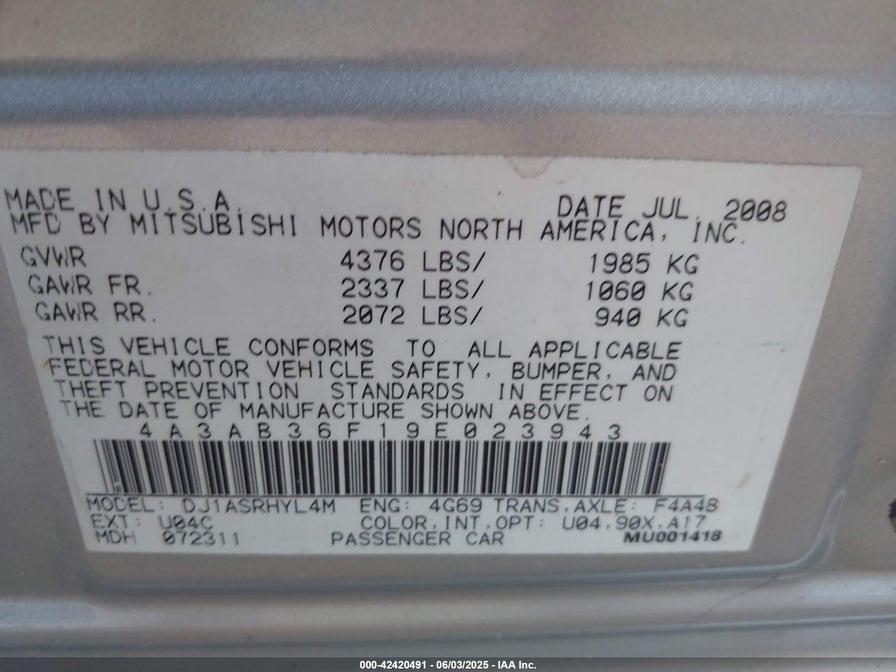 MADE IN U.S.A. DATE JUL. 2008
MFD BY MITSUBISHI MOTORS NORTH AMERICA, INC.
GVWR 4376 LBS/ 1985 KG
GAWR FR. 2337 LBS/ 1060 KG
GAWR RR. 2072 LBS/ 940 KG
THIS VEHICLE CONFORMS TO ALL APPLICABLE
FEDERAL MOTOR VEHICLE SAFETY, BUMPER, AND
THEFT PREVENTION STANDARDS IN EFFECT ON
THE DATE OF MANUFACTURE SHOWN ABOVE.
4A3AB36F19E023943
MODEL: DJ1ASRHYL4M ENG: 4G69 TRANS.AXLE: F4A4B
EXT: U04C COLOR.INT.OPT: U04.90X.A17
MDH 072311 PASSENGER CAR MU001418
000-42420491 - 06/03/2025 - IAA Inc.